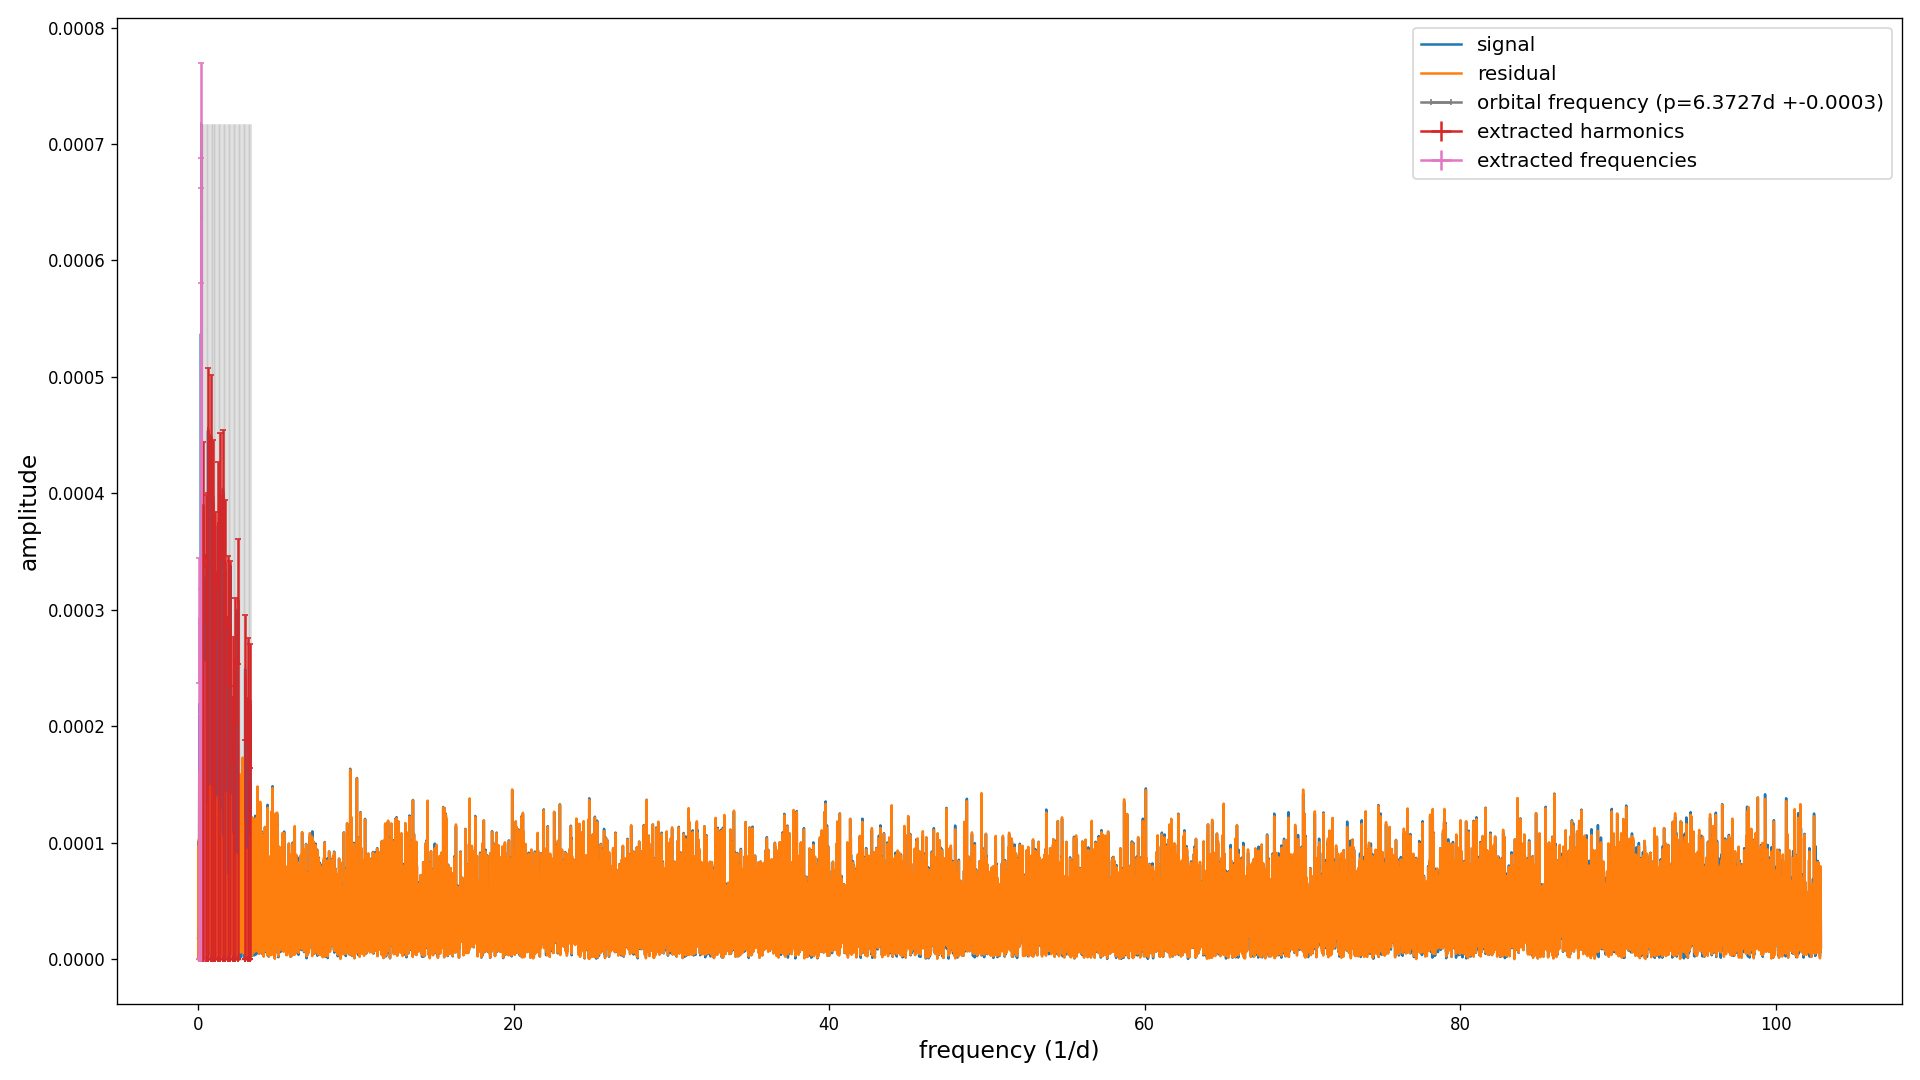 0.0008
0.0007
0.0006
0.0005
0.0004
0.0003
0.0002
0.0001
0.0000
amplitude
signal
residual
orbital frequency (p=6.3727d +-0.0003)
extracted harmonics
extracted frequencies
0 20 40 60 80 100
frequency (1/d)